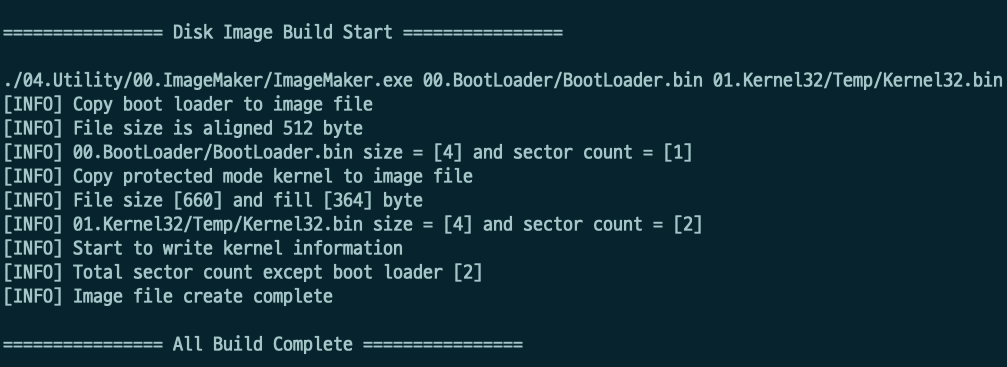 ================ Disk Image Build Start ================
./04.Utility/00.ImageMaker/ImageMaker.exe 00.BootLoader/BootLoader.bin 01.Kernel32/Temp/Kernel32.bin
[INFO] Copy boot loader to image file
[INFO] File size is aligned 512 byte
[INFO] 00.BootLoader/BootLoader.bin size = [4] and sector count = [1]
[INFO] Copy protected mode kernel to image file
[INFO] File size [660] and fill [364] byte
[INFO] 01.Kernel32/Temp/Kernel32.bin size = [4] and sector count = [2]
[INFO] Start to write kernel information
[INFO] Total sector count except boot loader [2]
[INFO] Image file create complete
================ All Build Complete ================